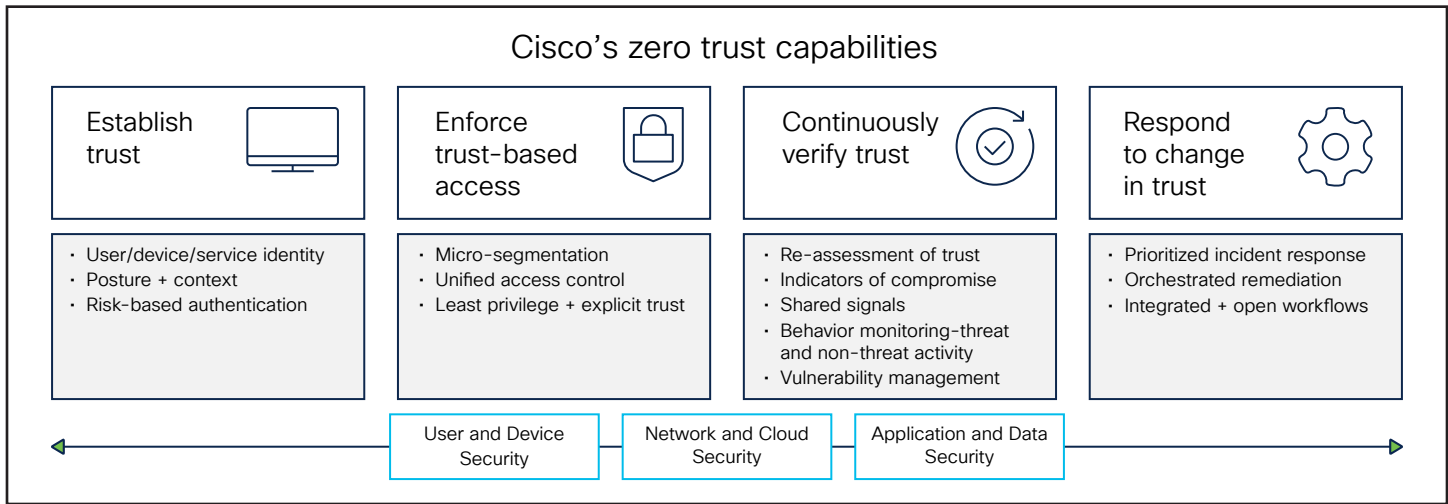 Cisco's zero trust capabilities
Establish
trust
Enforce
trust-based
access
Continuously
verify trust
Respond
to change
in trust
· User/device/service identity
· Posture + context
· Risk-based authentication
· Micro-segmentation
· Unified access control
· Least privilege + explicit trust
· Re-assessment of trust
· Indicators of compromise
· Shared signals
· Behavior monitoring-threat
and non-threat activity
· Vulnerability management
· Prioritized incident response
· Orchestrated remediation
· Integrated + open workflows
User and Device
Security
Network and Cloud
Security
Application and Data
Security